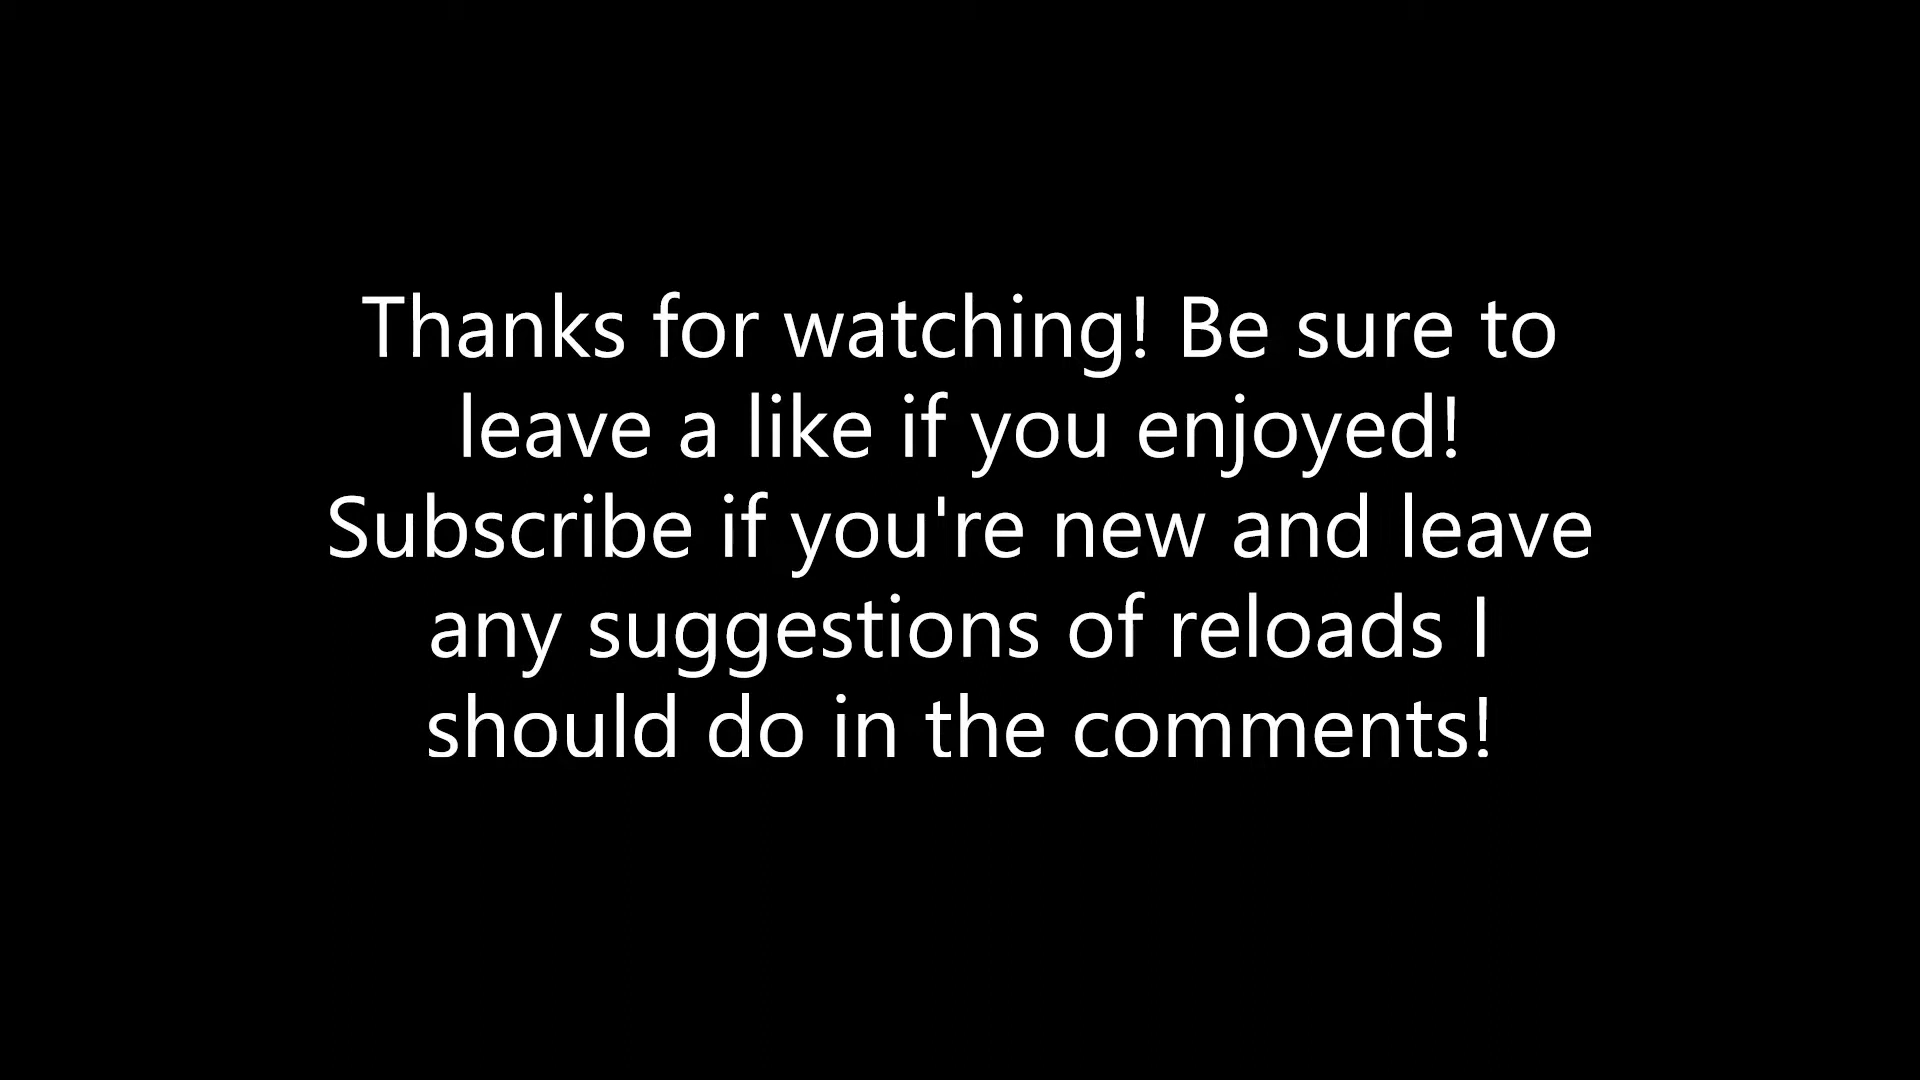 Thanks for watching! Be sure to
leave a like if you enjoyed!
Subscribe if you're new and leave
any suggestions of reloads I
should do in the comments!